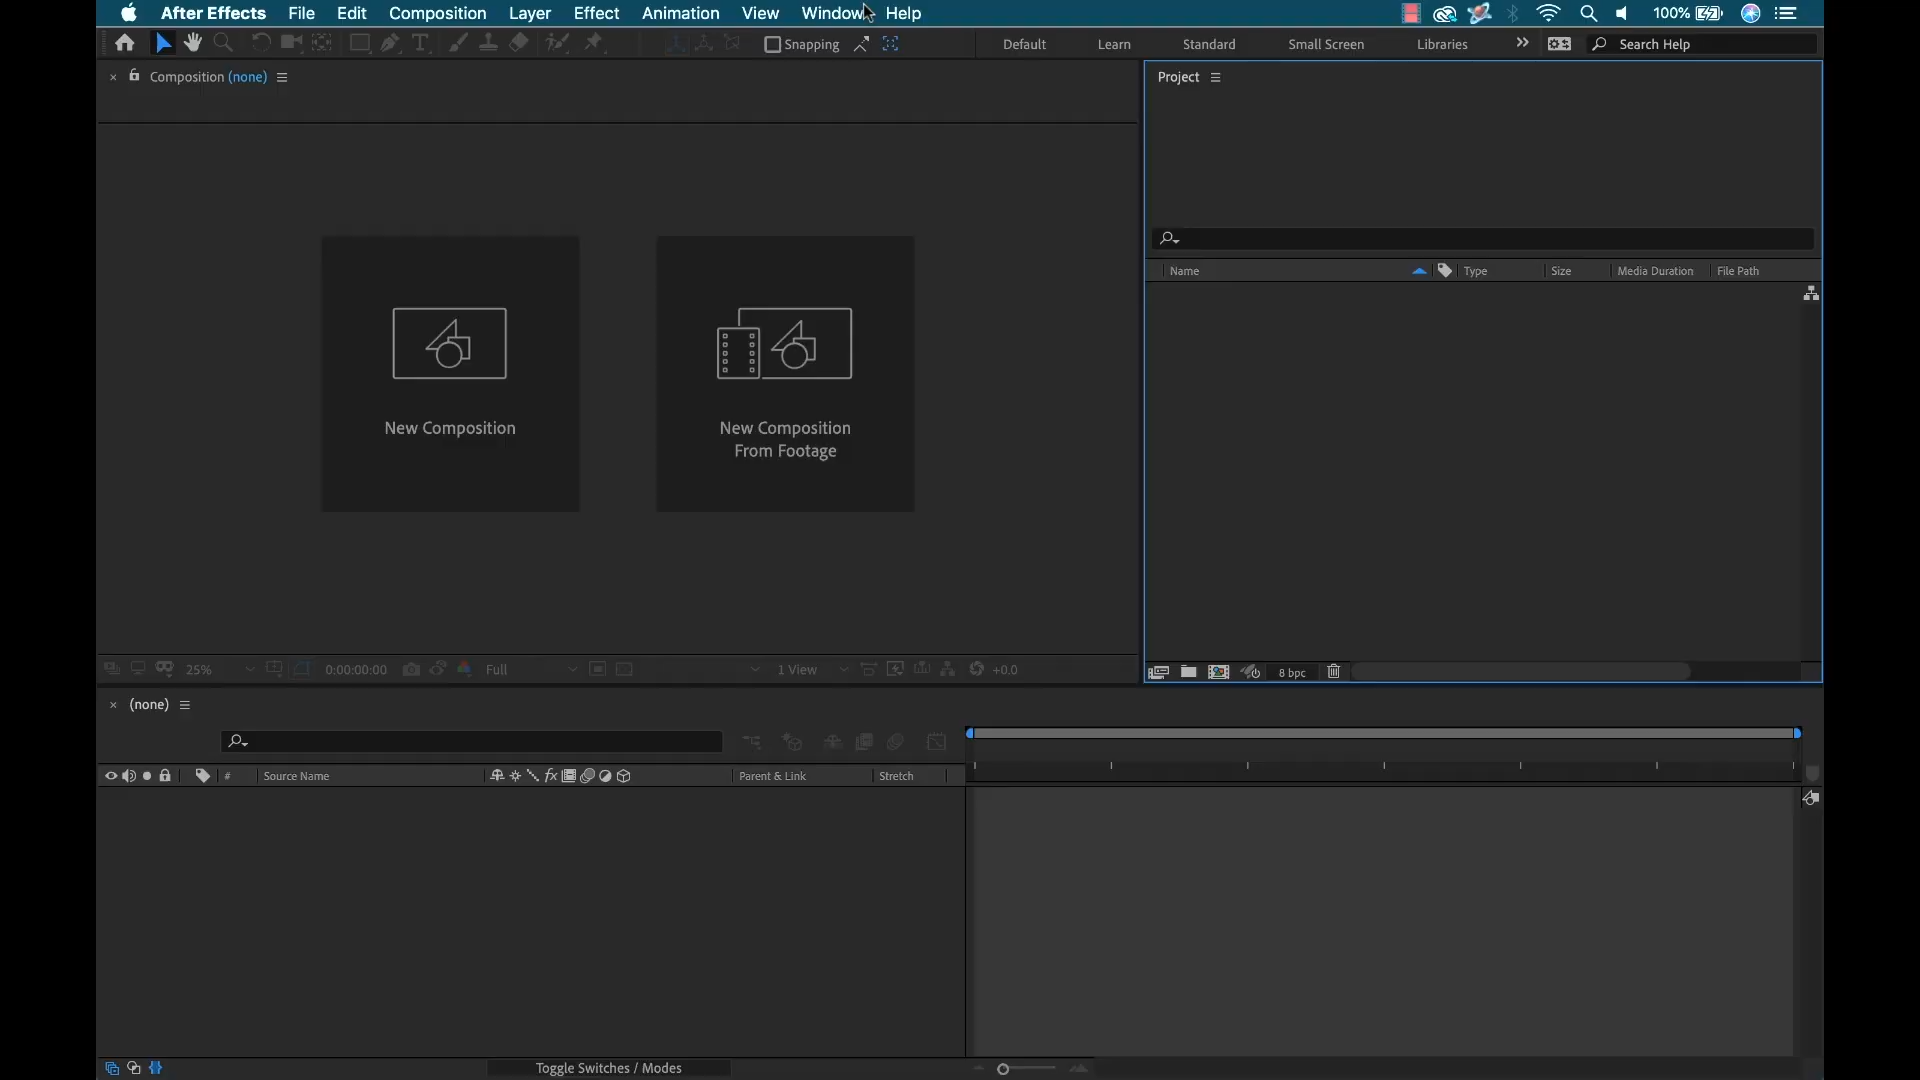 After Effects File Edit Composition Layer Effect Animation View Window Help 100%
Snapping Default Learn Standard Small Screen Libraries Search Help
Composition (none)
Project
Name Type Size Media Duration File Path
New Composition
New Composition
From Footage
25% 0:00:00:00 Full 1 View +0.0
8 bpc
(none)
# Source Name fx Parent & Link Stretch
Toggle Switches / Modes